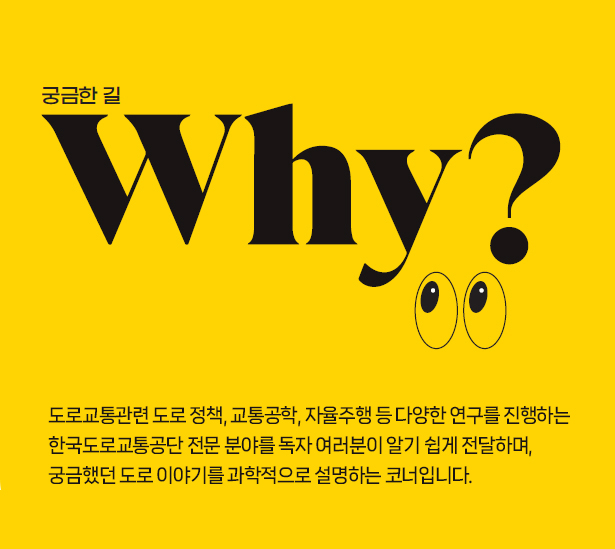 궁금한 길
Why?
도로교통관련 도로 정책, 교통공학, 자율주행 등 다양한 연구를 진행하는
한국도로교통공단 전문 분야를 독자 여러분이 알기 쉽게 전달하며,
궁금했던 도로 이야기를 과학적으로 설명하는 코너입니다.